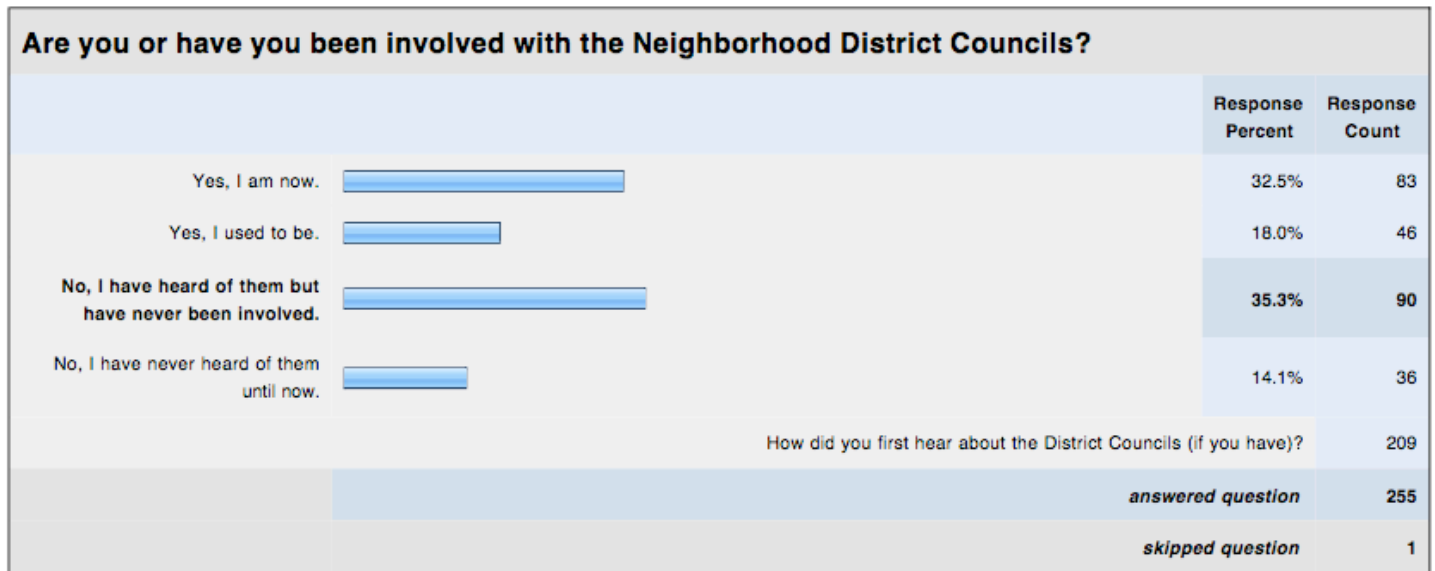 Are you or have you been involved with the Neighborhood District Councils?
Response Response
Percent Count
Yes, I am now. 32.5% 83
Yes, I used to be. 18.0% 46
No, I have heard of them but
have never been involved. 35.3% 90
No, I have never heard of them
until now. 14.1% 36
How did you first hear about the District Councils (if you have)? 209
answered question 255
skipped question 1